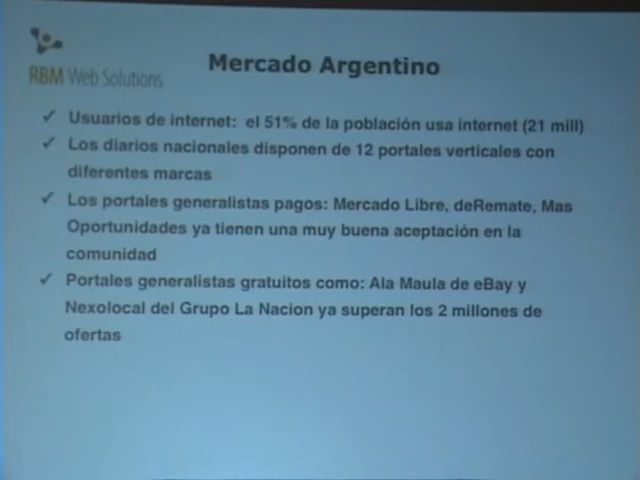 RBM Web Solutions
Mercado Argentino
✓ Usuarios de internet: el 51% de la población usa internet (21 mill)
✓ Los diarios nacionales disponen de 12 portales verticales con
diferentes marcas
✓ Los portales generalistas pagos: Mercado Libre, deRemate, Mas
Oportunidades ya tienen una muy buena aceptación en la
comunidad
✓ Portales generalistas gratuitos como: Ala Maula de eBay y
Nexolocal del Grupo La Nacion ya superan los 2 millones de
ofertas